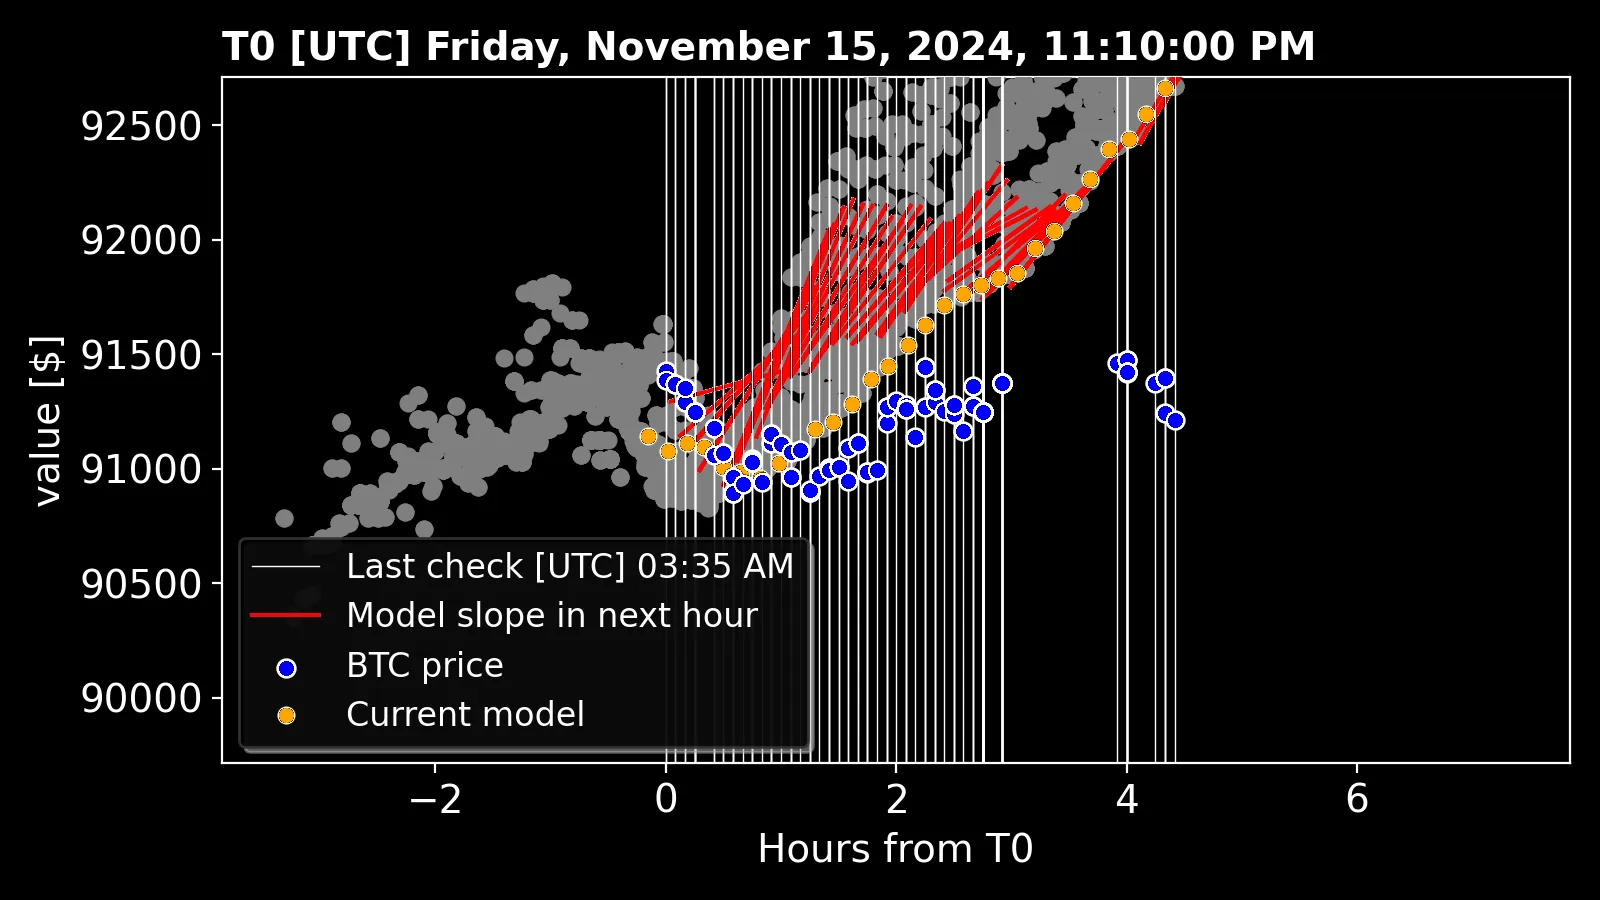 T0 [UTC] Friday, November 15, 2024, 11:10:00 PM
value [$]
92500
92000
91500
91000
90500
90000
Last check [UTC] 03:35 AM
Model slope in next hour
BTC price
Current model
−2 0 2 4 6
Hours from T0